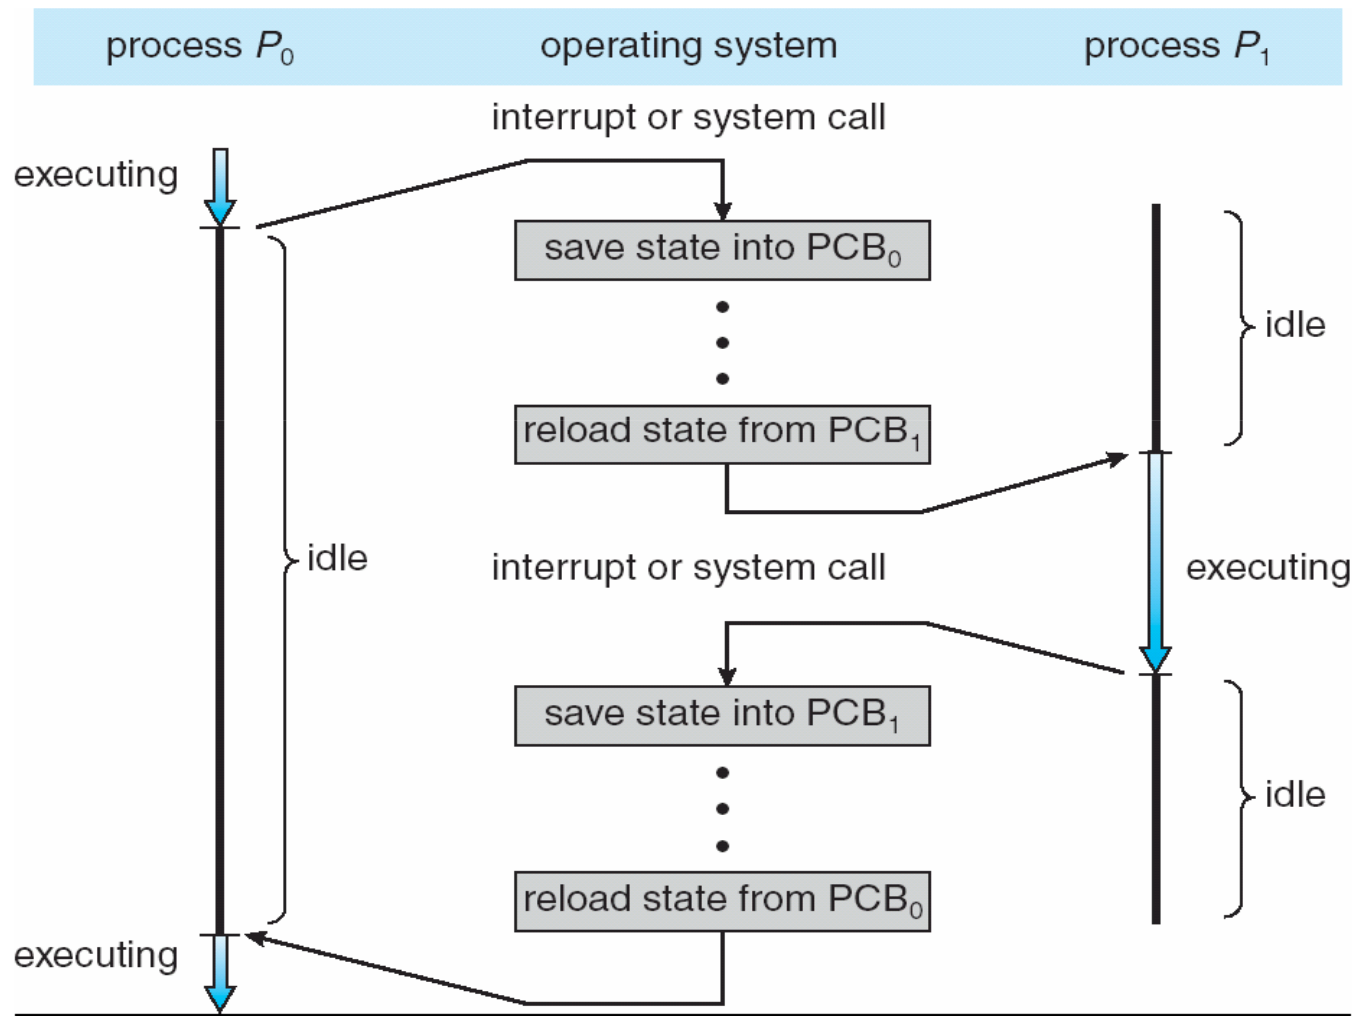 process P₀
operating system
process P₁
interrupt or system call
executing
save state into PCB₀
idle
reload state from PCB₁
idle
interrupt or system call
executing
save state into PCB₁
idle
reload state from PCB₀
executing